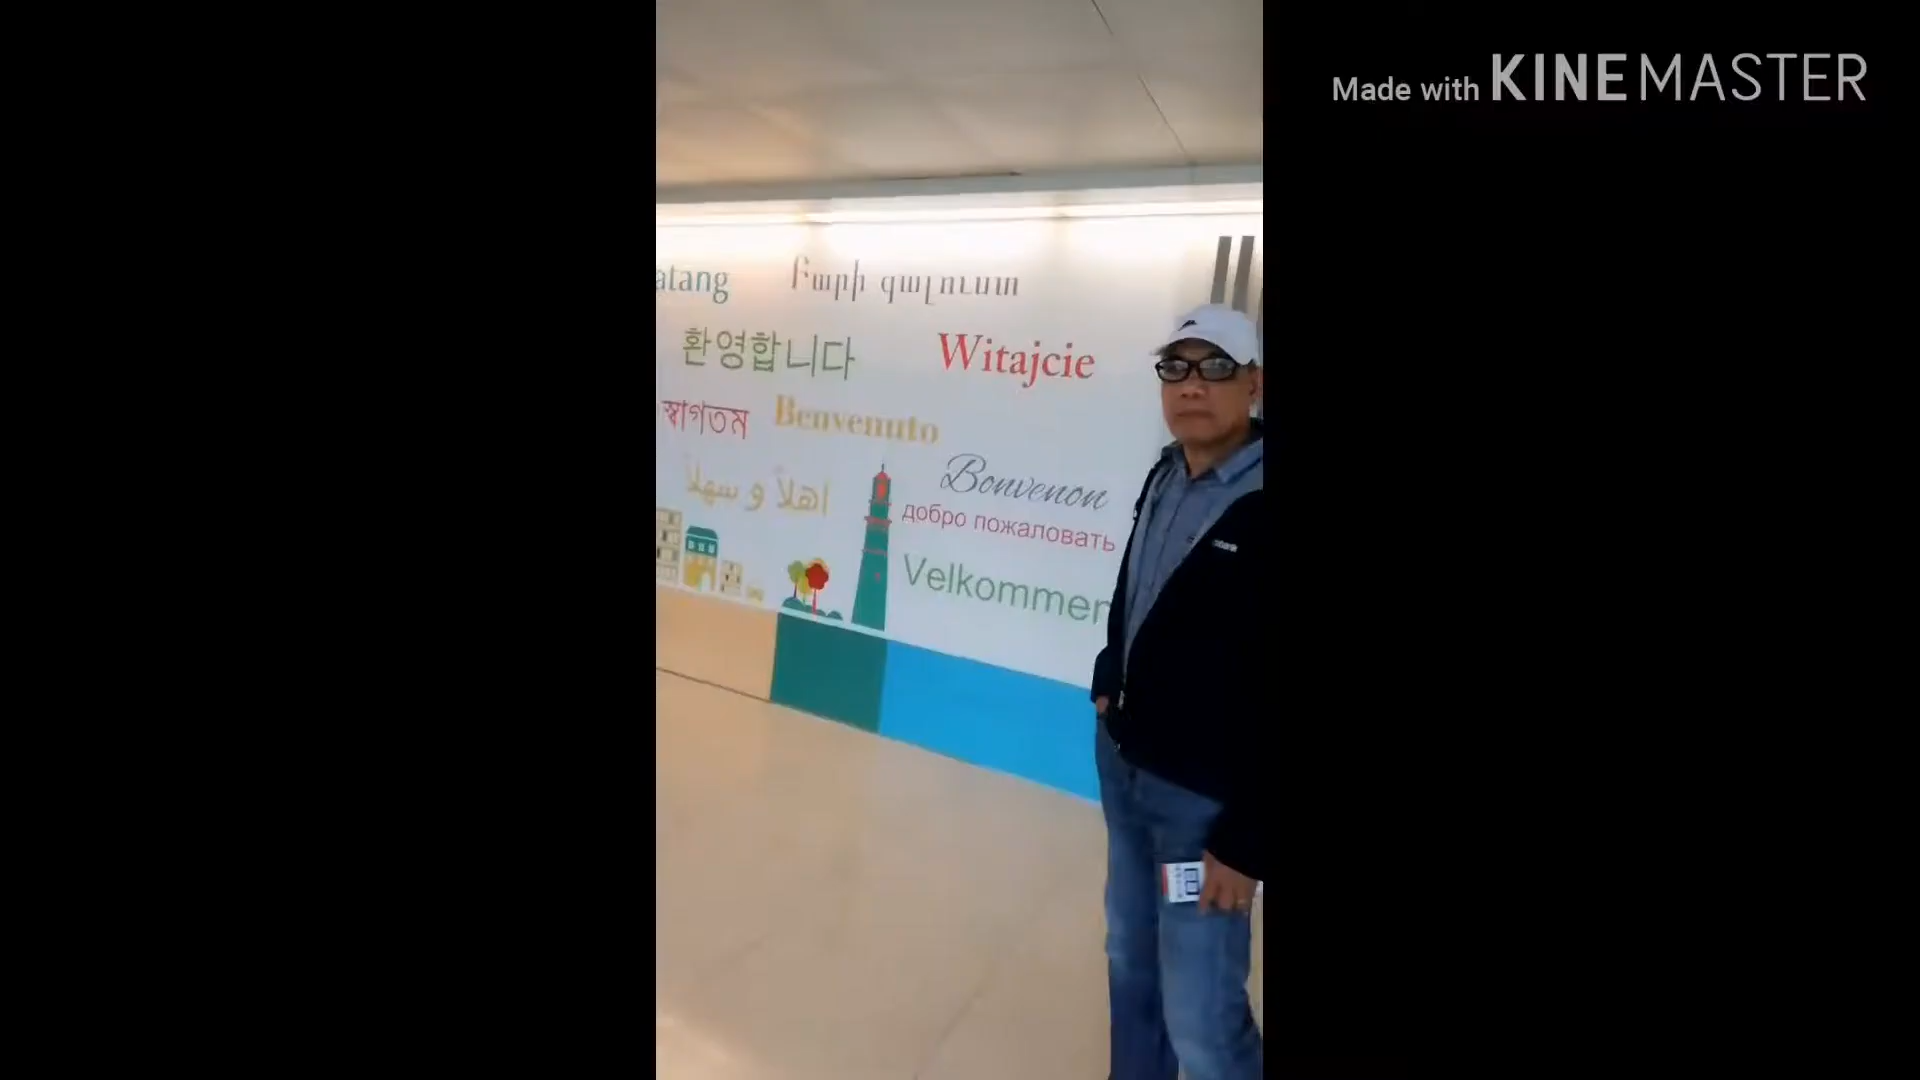 Made with KINEMASTER
atang
Բարի գալուստ
환영합니다
Witajcie
স্বাগতম
Benvenuto
اهلاً و سهلاً
Bonvenon
добро пожаловать
Velkommen